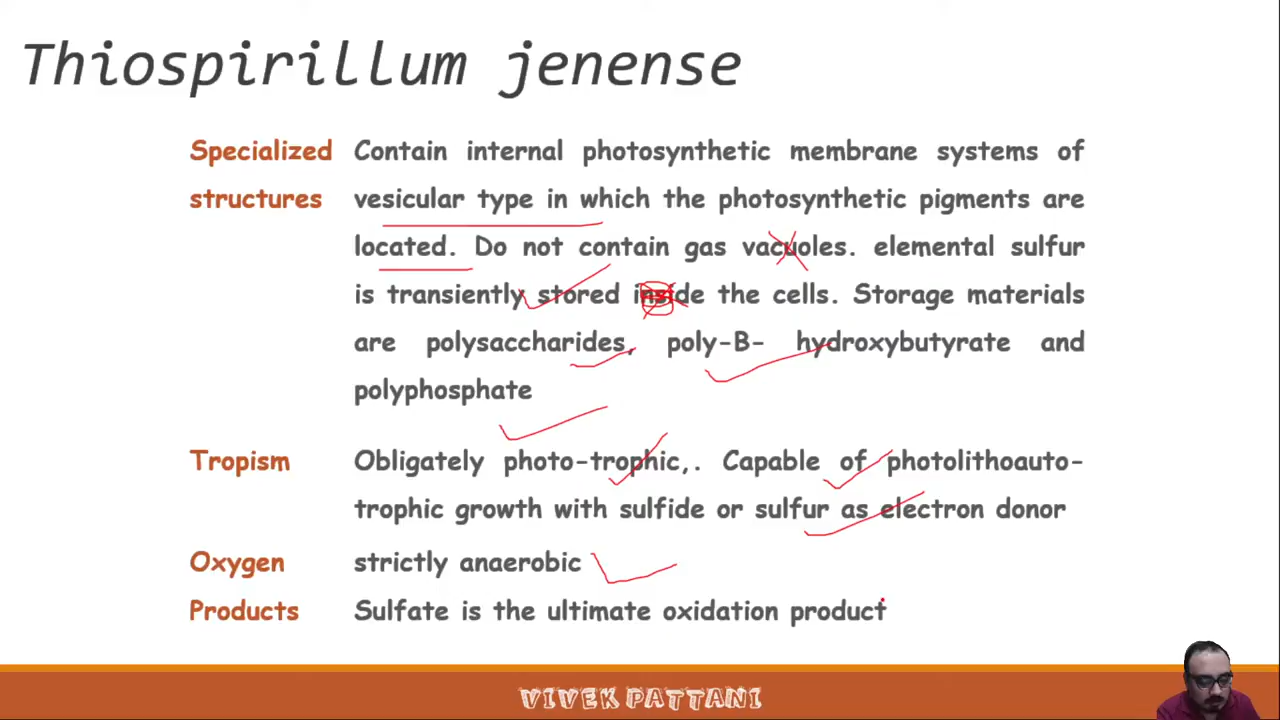 Thiospirillum jenense
Specialized Contain internal photosynthetic membrane systems of
structures vesicular type in which the photosynthetic pigments are
located. Do not contain gas vacuoles. elemental sulfur
is transiently stored inside the cells. Storage materials
are polysaccharides, poly-B- hydroxybutyrate and
polyphosphate
Tropism Obligately photo-trophic,. Capable of photolithoauto-
trophic growth with sulfide or sulfur as electron donor
Oxygen strictly anaerobic
Products Sulfate is the ultimate oxidation product
VIVEK PATTANI